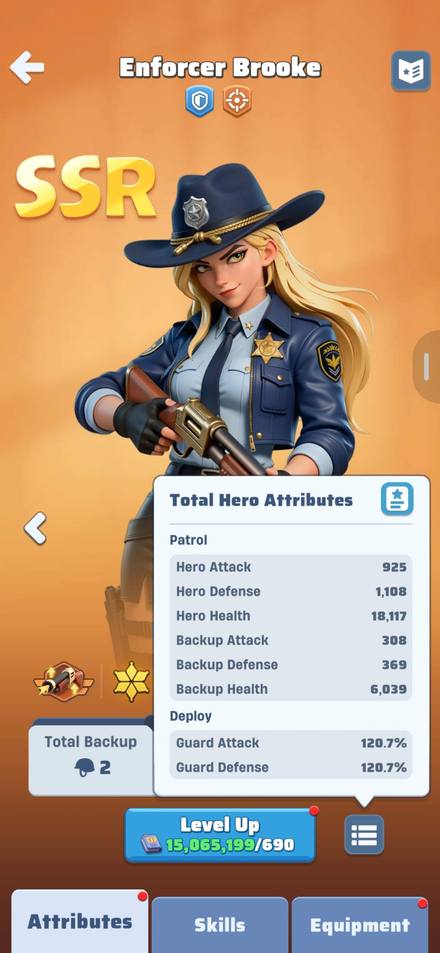 Enforcer Brooke
SSR
Total Hero Attributes
Patrol
Hero Attack 925
Hero Defense 1,108
Hero Health 18,117
Backup Attack 308
Backup Defense 369
Backup Health 6,039
Deploy
Guard Attack 120.7%
Guard Defense 120.7%
Total Backup
2
Level Up
15,065,199/690
Attributes
Skills
Equipment